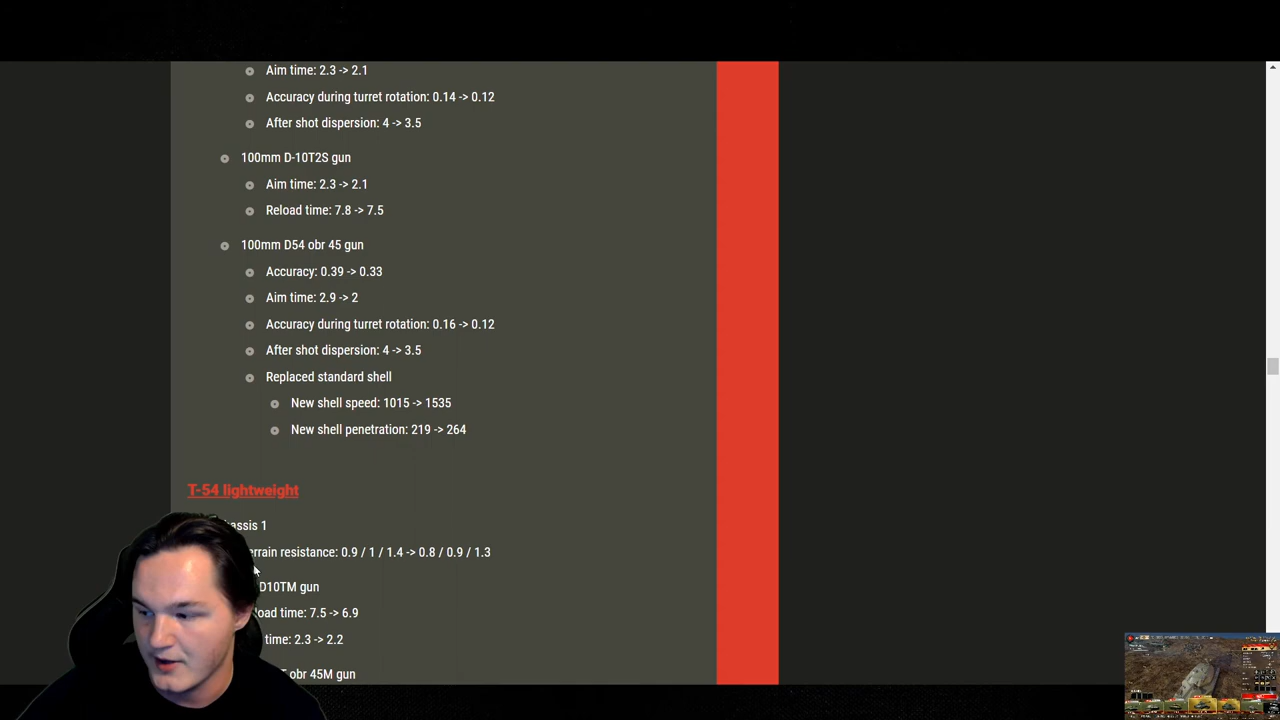 Aim time: 2.3 -> 2.1
Accuracy during turret rotation: 0.14 -> 0.12
After shot dispersion: 4 -> 3.5
100mm D-10T2S gun
Aim time: 2.3 -> 2.1
Reload time: 7.8 -> 7.5
100mm D54 obr 45 gun
Accuracy: 0.39 -> 0.33
Aim time: 2.9 -> 2
Accuracy during turret rotation: 0.16 -> 0.12
After shot dispersion: 4 -> 3.5
Replaced standard shell
New shell speed: 1015 -> 1535
New shell penetration: 219 -> 264
T-54 lightweight
hassis 1
errain resistance: 0.9 / 1 / 1.4 -> 0.8 / 0.9 / 1.3
D10TM gun
oad time: 7.5 -> 6.9
time: 2.3 -> 2.2
obr 45M gun